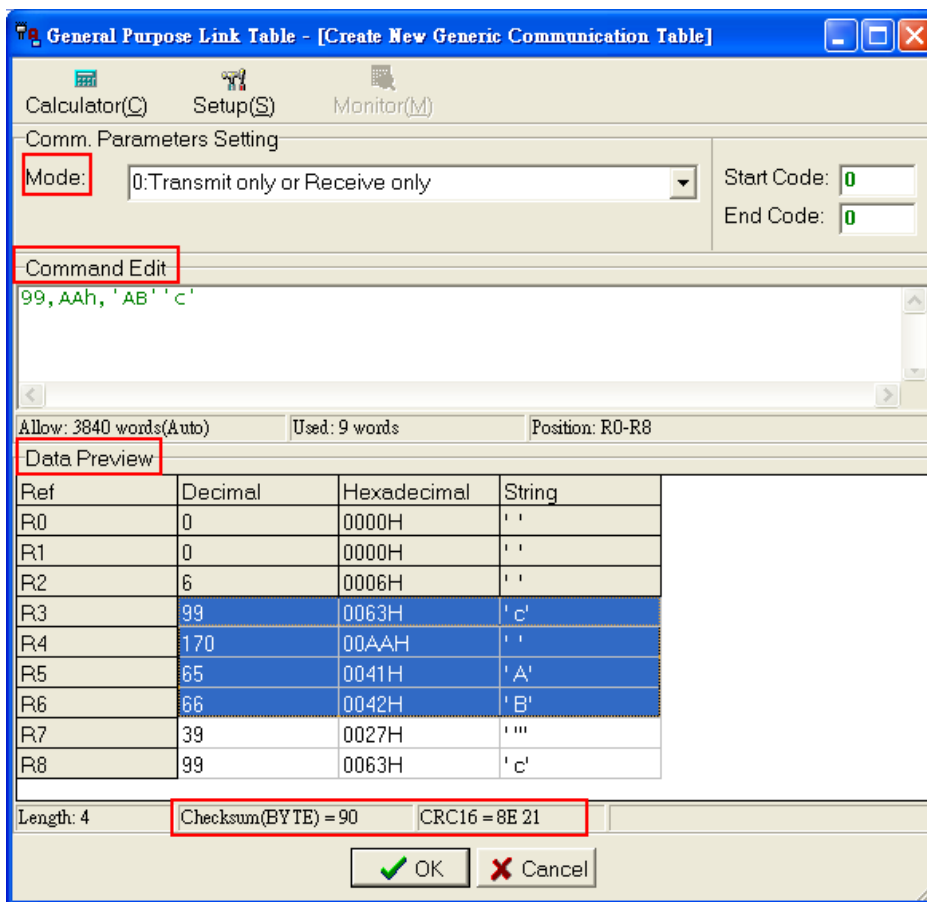 General Purpose Link Table - [Create New Generic Communication Table]
Calculator(C) Setup(S) Monitor(M)
Comm. Parameters Setting
Mode: 0:Transmit only or Receive only Start Code: 0
End Code: 0
Command Edit
99,AAh,'AB''c'
Allow: 3840 words(Auto) Used: 9 words Position: R0-R8
Data Preview
Ref Decimal Hexadecimal String
R0 0 0000H ' '
R1 0 0000H ' '
R2 6 0006H ' '
R3 99 0063H ' c'
R4 170 00AAH ' '
R5 65 0041H ' A'
R6 66 0042H ' B'
R7 39 0027H ' ''' 
R8 99 0063H ' c'
Length: 4 Checksum(BYTE) = 90 CRC16 = 8E 21
OK Cancel